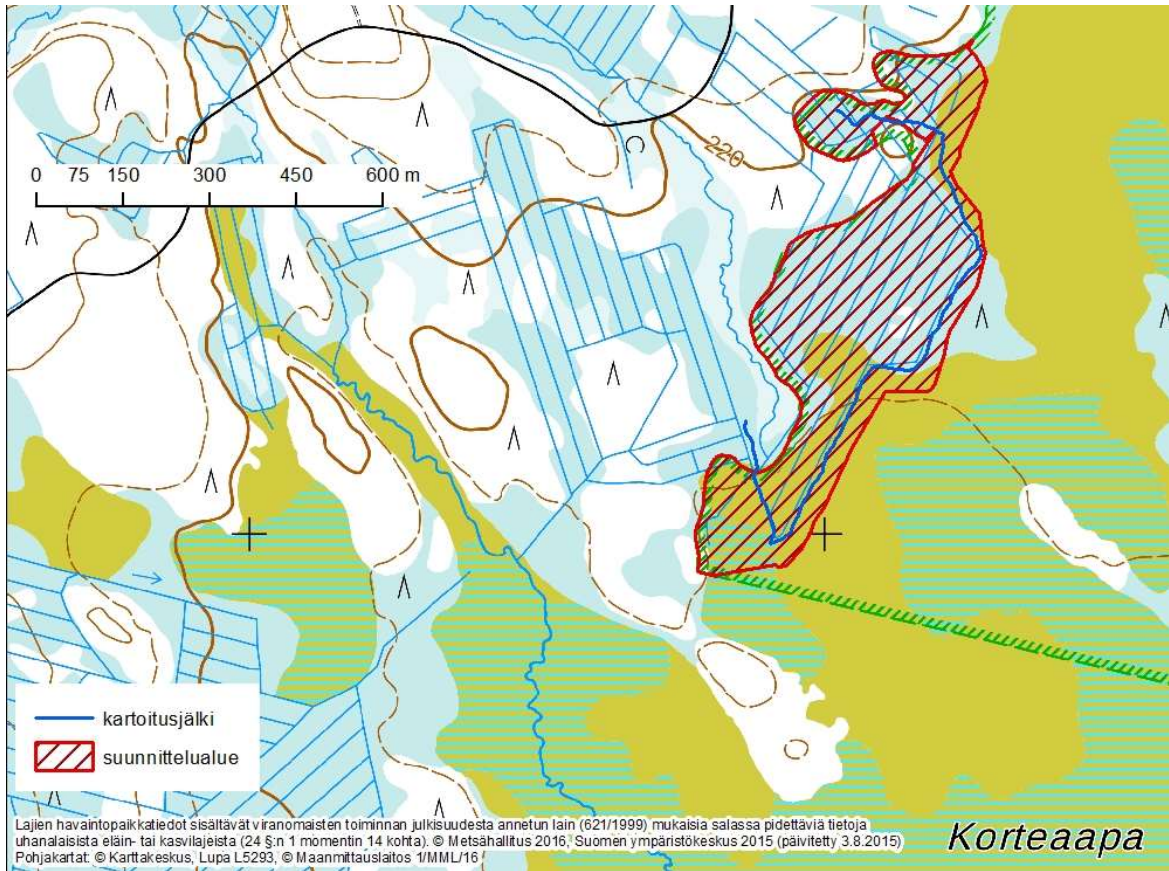 220
0 75 150 300 450 600 m
kartoitusjälki
suunnittelualue
Lajien havaintopaikkatiedot sisältävät viranomaisten toiminnan julkisuudesta annetun lain (621/1999) mukaisia salassa pidettäviä tietoja
uhanalaisista eläin- tai kasvilajeista (24 §:n 1 momentin 14 kohta). © Metsähallitus 2016, Suomen ympäristökeskus 2015 (päivitetty 3.8.2015)
Pohjakartat: © Karttakeskus, Lupa L5293, © Maanmittauslaitos 1/MML/16
Korteaapa